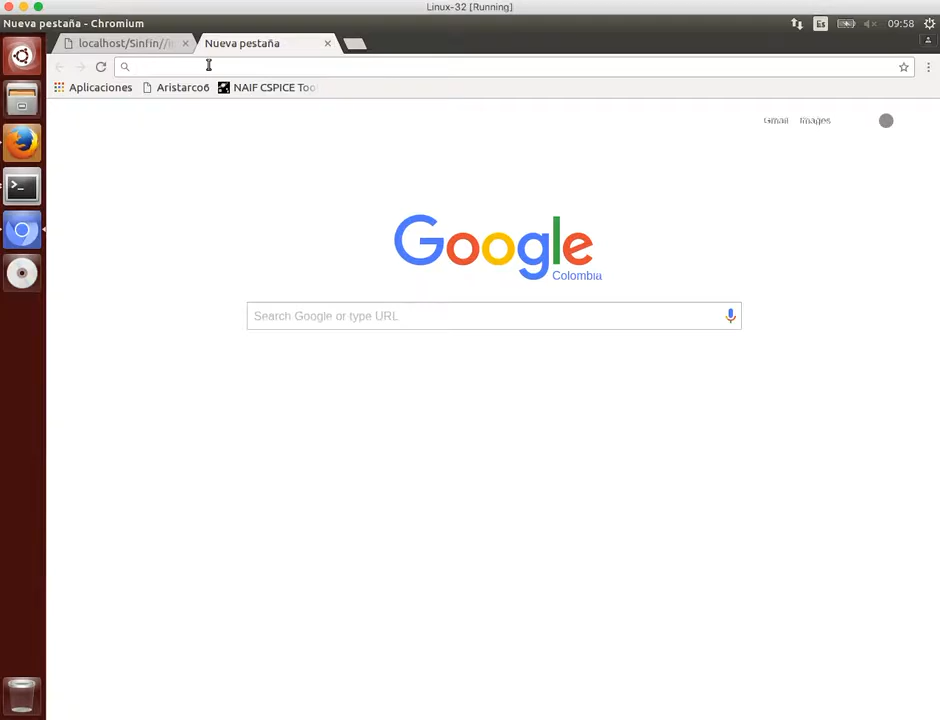 Linux-32 [Running]
Nueva pestaña - Chromium
Es
09:58
localhost/Sinfin//i
Nueva pestaña
Aplicaciones
Aristarco6
NAIF CSPICE Too
Gmail
Images
Google
Colombia
Search Google or type URL